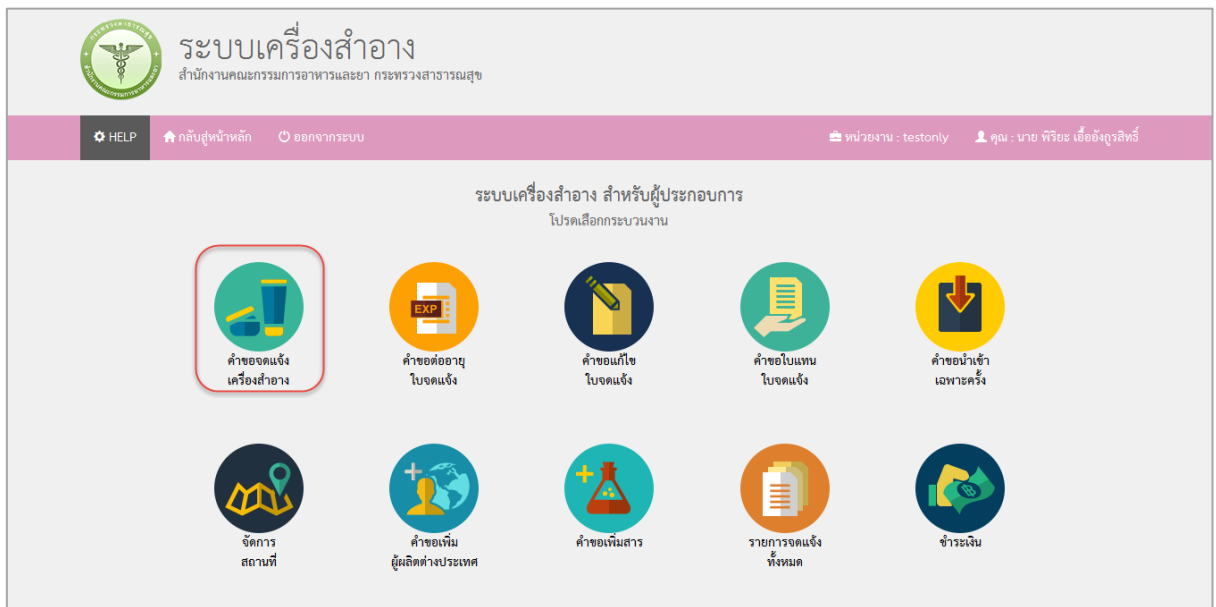 ระบบเครื่องสำอาง
สำนักงานคณะกรรมการอาหารและยา กระทรวงสาธารณสุข
HELP กลับสู่หน้าหลัก ออกจากระบบ หน่วยงาน : testonly คุณ : นาย พิริยะ เอื้ออังกูรสิทธิ์
ระบบเครื่องสำอาง สำหรับผู้ประกอบการ
โปรดเลือกกระบวนงาน
EXP
คำขอจดแจ้ง
เครื่องสำอาง
คำขอต่ออายุ
ใบจดแจ้ง
คำขอแก้ไข
ใบจดแจ้ง
คำขอใบแทน
ใบจดแจ้ง
คำขอนำเข้า
เฉพาะครั้ง
จัดการ
สถานที่
คำขอเพิ่ม
ผู้ผลิตต่างประเทศ
คำขอเพิ่มสาร
รายการจดแจ้ง
ทั้งหมด
ชำระเงิน